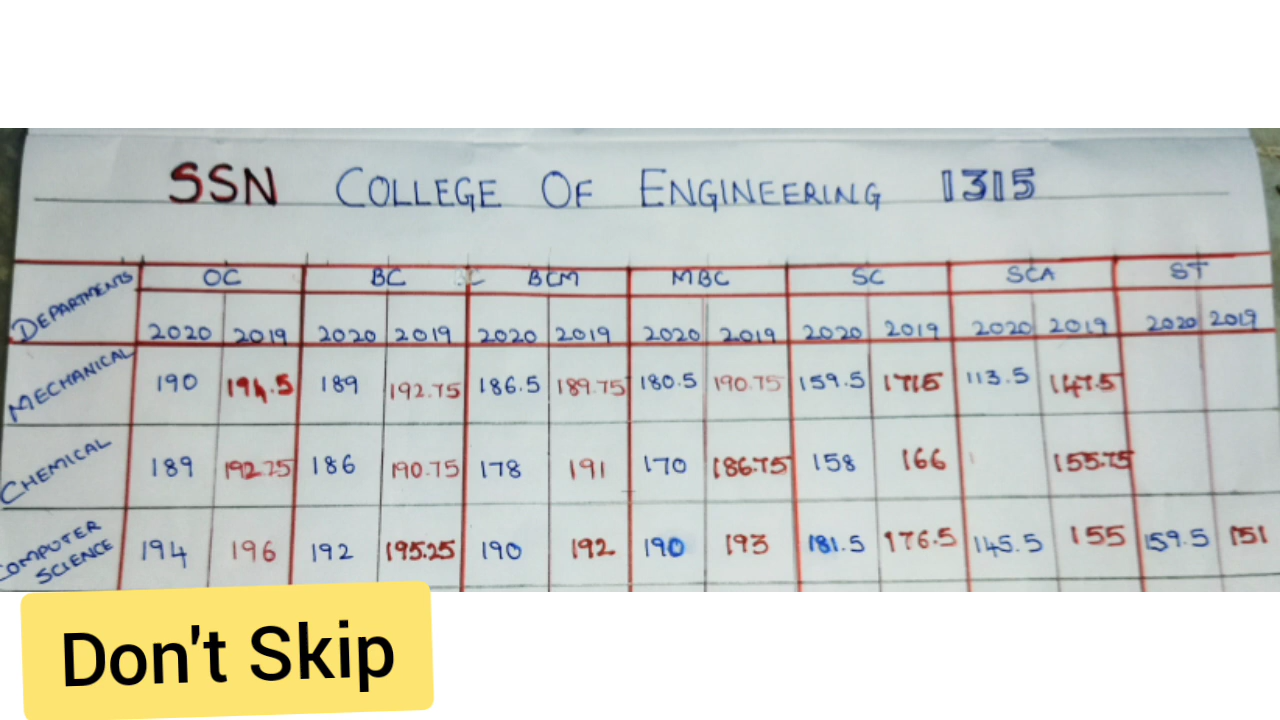 SSN COLLEGE OF ENGINEERING 1315
DEPARTMENTS OC BC BCM MBC SC SCA ST
2020 2019 2020 2019 2020 2019 2020 2019 2020 2019 2020 2019 2020 2019
MECHANICAL 190 194.5 189 192.75 186.5 189.75 180.5 190.75 159.5 171.5 113.5 147.5
CHEMICAL 189 192.75 186 190.75 178 191 170 186.75 158 166 155.75
COMPUTER SCIENCE 194 196 192 195.25 190 192 190 193 181.5 176.5 145.5 155 159.5 151
Don't Skip